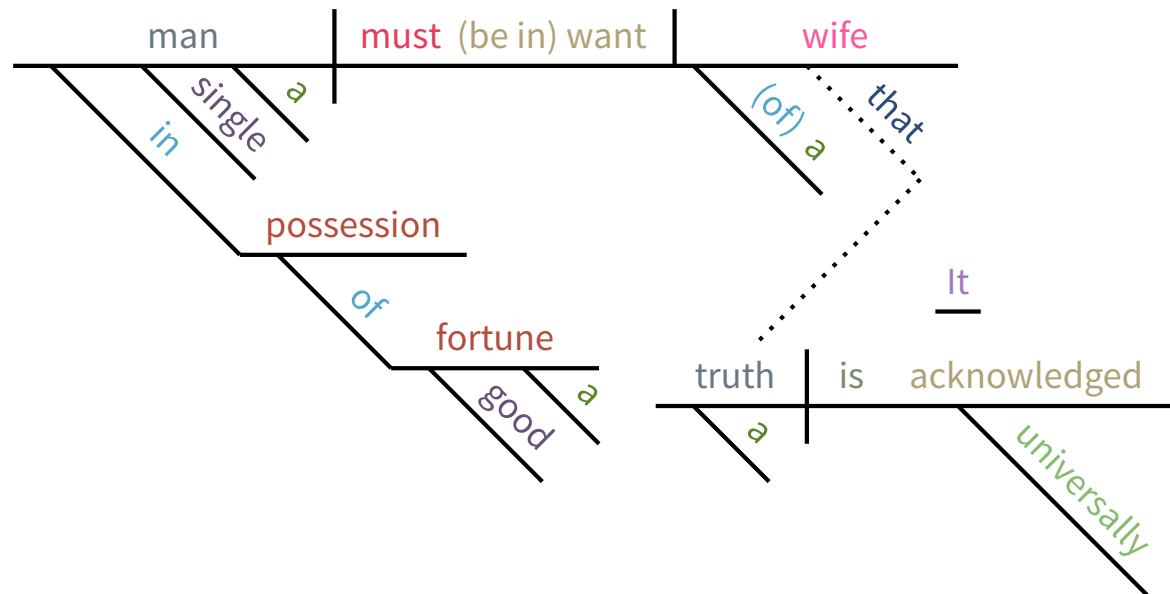 man must (be in) want wife
in single a (of) a that
possession
It
of
fortune
truth is acknowledged
good a
a universally